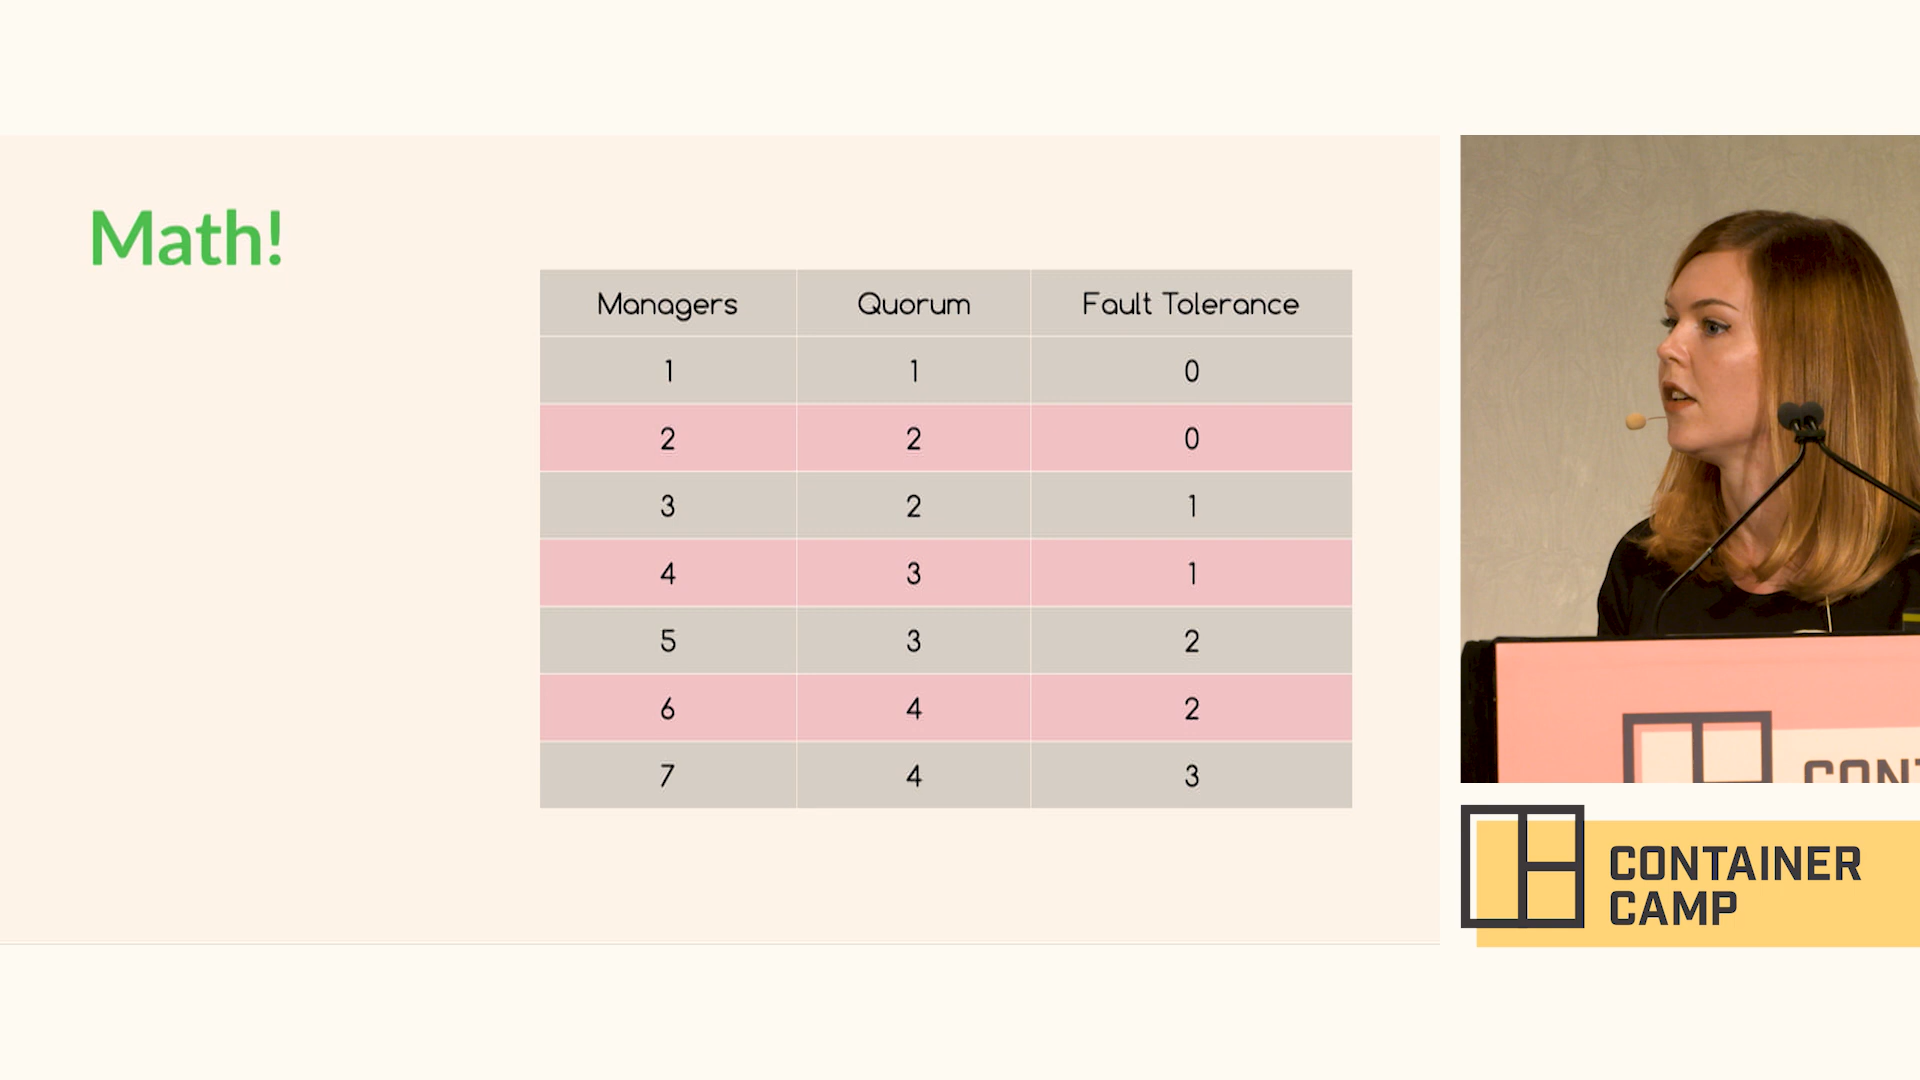 Math!
Managers Quorum Fault Tolerance
1 1 0
2 2 0
3 2 1
4 3 1
5 3 2
6 4 2
7 4 3
CONTAINER
CAMP